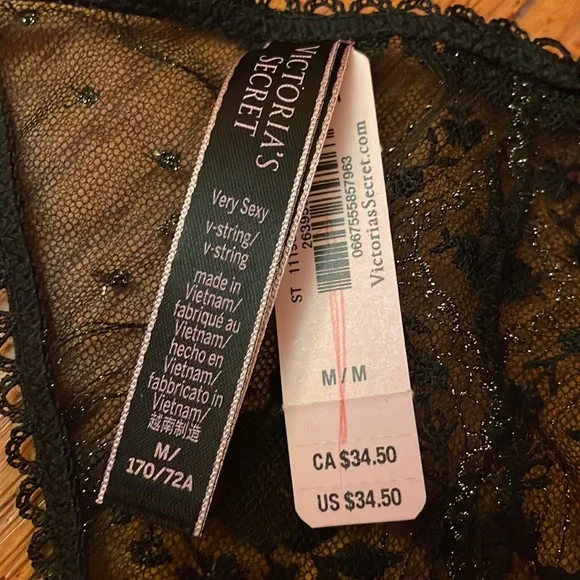 VICTORIA'S
SECRET
Very Sexy
v-string/
v-string
made in
Vietnam/
fabriqué au
Vietnam/
hecho en
Vietnam/
fabbricato in
Vietnam/
越南制造
M/
170/72A
ST
0667555857963
VictoriasSecret.com
M/M
CA $34.50
US $34.50